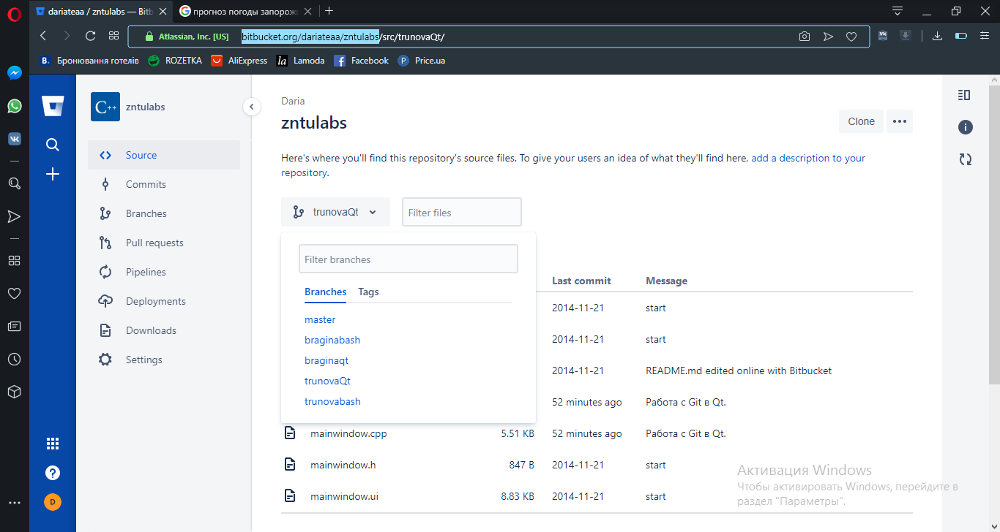 dariateaa / zntulabs — Bitb
прогноз погоды запорож
Atlassian, Inc. [US]
bitbucket.org/dariateaa/zntulabs/src/trunovaQt/
B. Бронювання готелів
ROZETKA
AliExpress
la Lamoda
Facebook
P Price.ua
C++ zntulabs
Source
Commits
Branches
Pull requests
Pipelines
Deployments
Downloads
Settings
D
Daria
zntulabs
Clone
Here's where you'll find this repository's source files. To give your users an idea of what they'll find here, add a description to your
repository.
trunovaQt
Filter files
Filter branches
Branches Tags
master
braginabash
braginaqt
trunovaQt
trunovabash
Last commit Message
2014-11-21 start
2014-11-21 start
2014-11-21 README.md edited online with Bitbucket
52 minutes ago Работа с Git в Qt.
mainwindow.cpp 5.51 KB 52 minutes ago Работа с Git в Qt.
mainwindow.h 847 B 2014-11-21 start
mainwindow.ui 8.83 KB 2014-11-21 start
Активация Windows
Чтобы активировать Windows, перейдите в
раздел "Параметры".